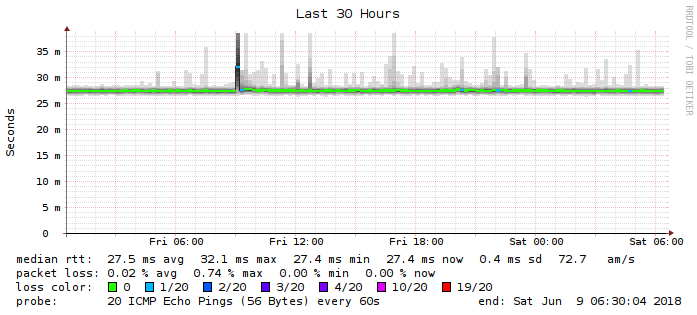 Last 30 Hours
RRDTOOL / TOBI OETIKER
Seconds
35 m
30 m
25 m
20 m
15 m
10 m
5 m
0
Fri 06:00 Fri 12:00 Fri 18:00 Sat 00:00 Sat 06:00
median rtt: 27.5 ms avg 32.1 ms max 27.4 ms min 27.4 ms now 0.4 ms sd 72.7 am/s
packet loss: 0.02 % avg 0.74 % max 0.00 % min 0.00 % now
loss color: 0 1/20 2/20 3/20 4/20 10/20 19/20
probe: 20 ICMP Echo Pings (56 Bytes) every 60s end: Sat Jun 9 06:30:04 2018